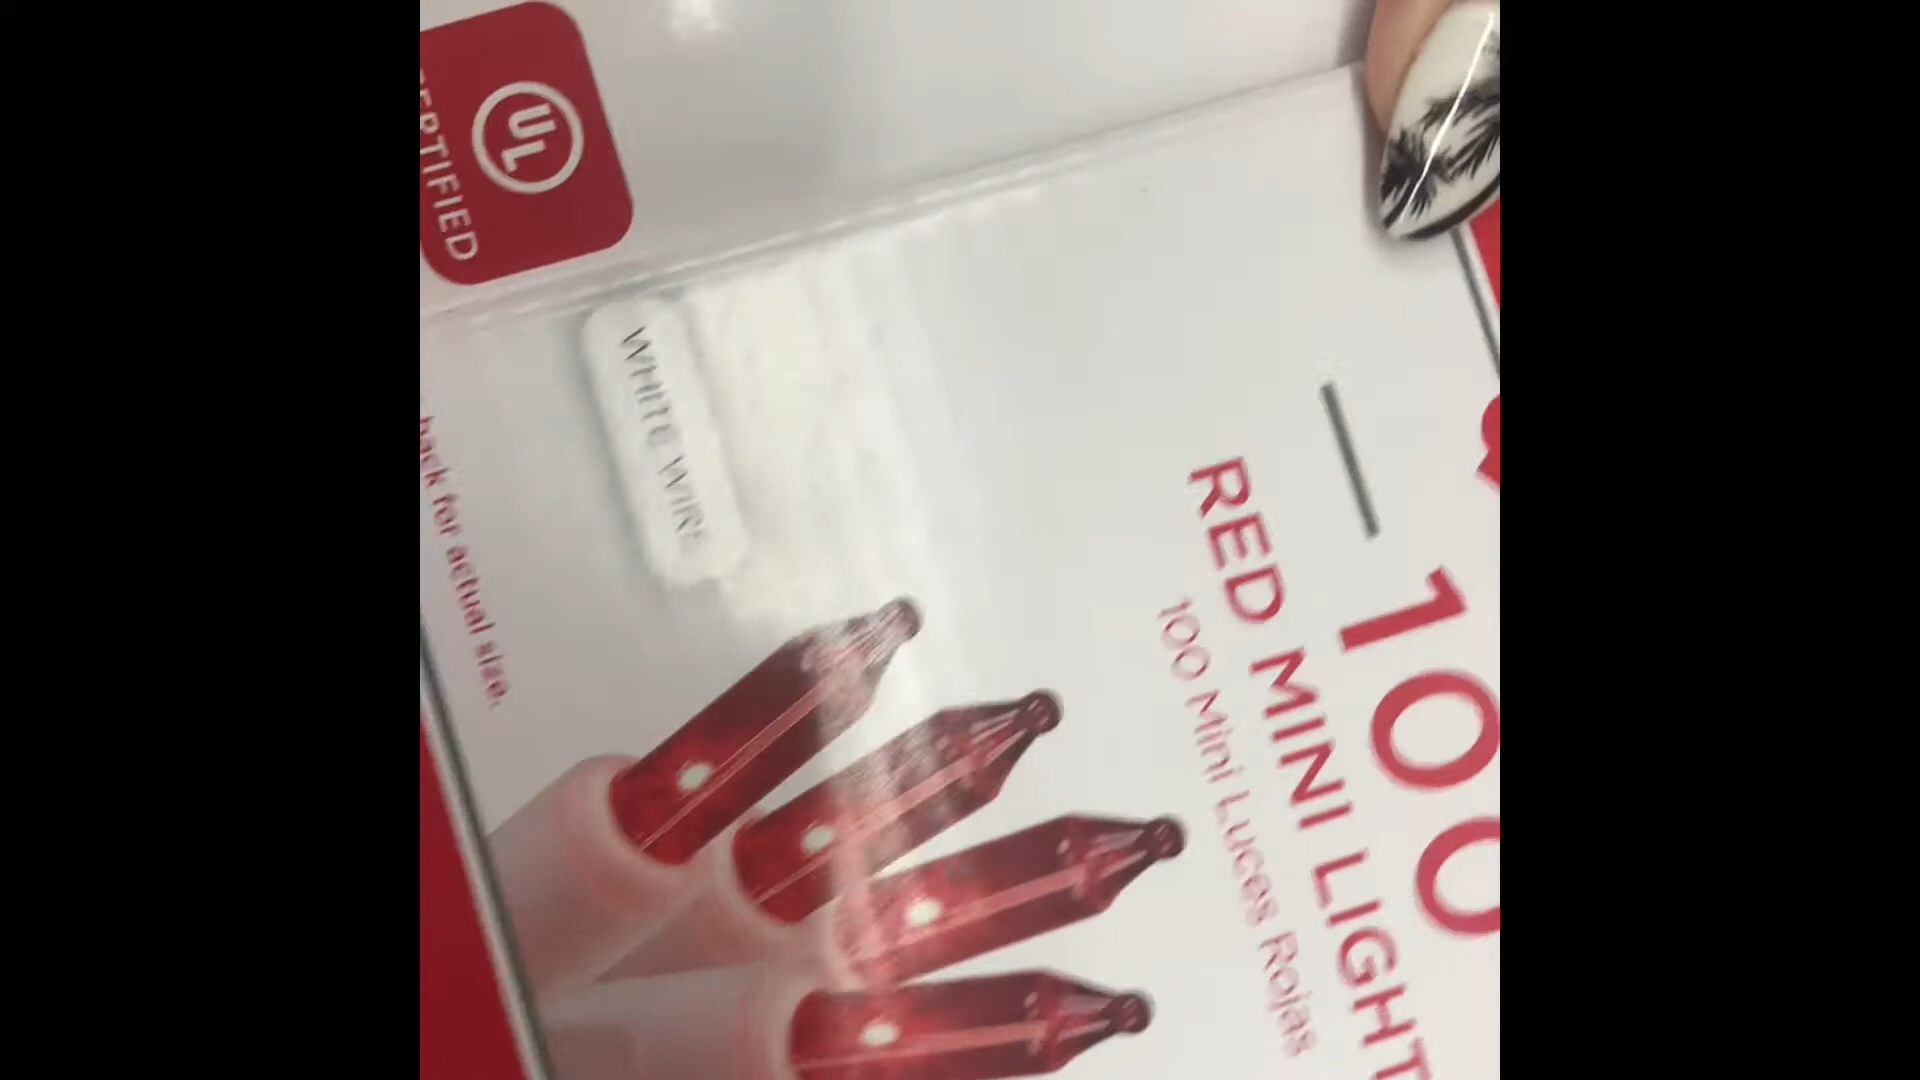 100
RED MINI LIGHT
100 Mini Luces Rojas
WHITE WIRE
back for actual size.
UL
CERTIFIED